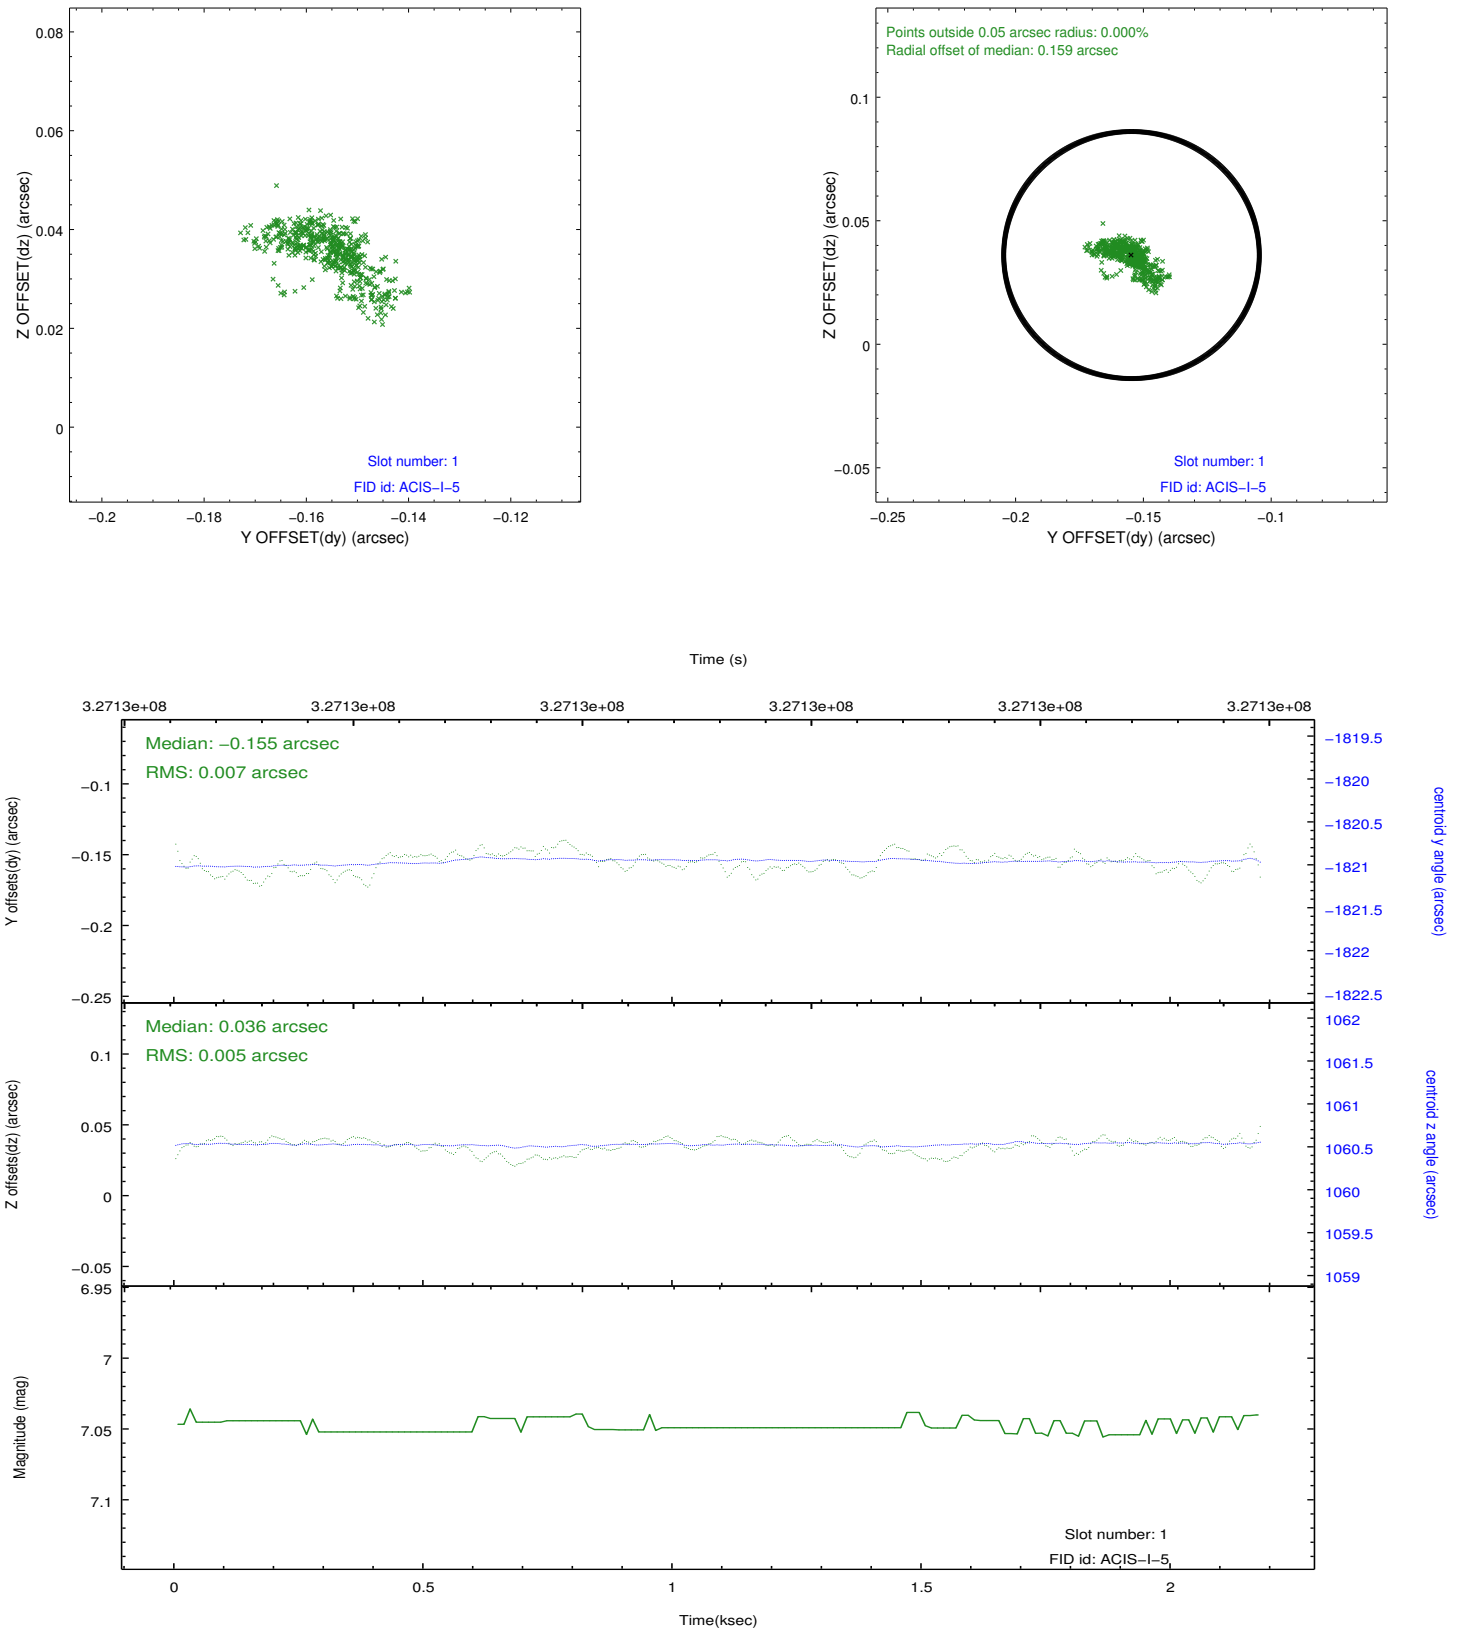 0.08
0.06
0.04
0.02
0
Z OFFSET(dz) (arcsec)
Slot number: 1
FID id: ACIS−I−5
−0.2
−0.18
−0.16
−0.14
−0.12
Y OFFSET(dy) (arcsec)
Points outside 0.05 arcsec radius: 0.000%
Radial offset of median: 0.159 arcsec
0.1
0.05
0
−0.05
Z OFFSET(dz) (arcsec)
Slot number: 1
FID id: ACIS−I−5
−0.25
−0.2
−0.15
−0.1
Y OFFSET(dy) (arcsec)
Time (s)
3.2713e+08
3.2713e+08
3.2713e+08
3.2713e+08
3.2713e+08
3.2713e+08
Median: −0.155 arcsec
RMS: 0.007 arcsec
−0.1
−0.15
−0.2
−0.25
Y offsets(dy) (arcsec)
−1819.5
−1820
−1820.5
−1821
−1821.5
−1822
−1822.5
centroid y angle (arcsec)
Median: 0.036 arcsec
RMS: 0.005 arcsec
0.1
0.05
0
−0.05
Z offsets(dz) (arcsec)
1062
1061.5
1061
1060.5
1060
1059.5
1059
centroid z angle (arcsec)
6.95
7
7.05
7.1
Magnitude (mag)
Slot number: 1
FID id: ACIS−I−5
0
0.5
1
1.5
2
Time(ksec)